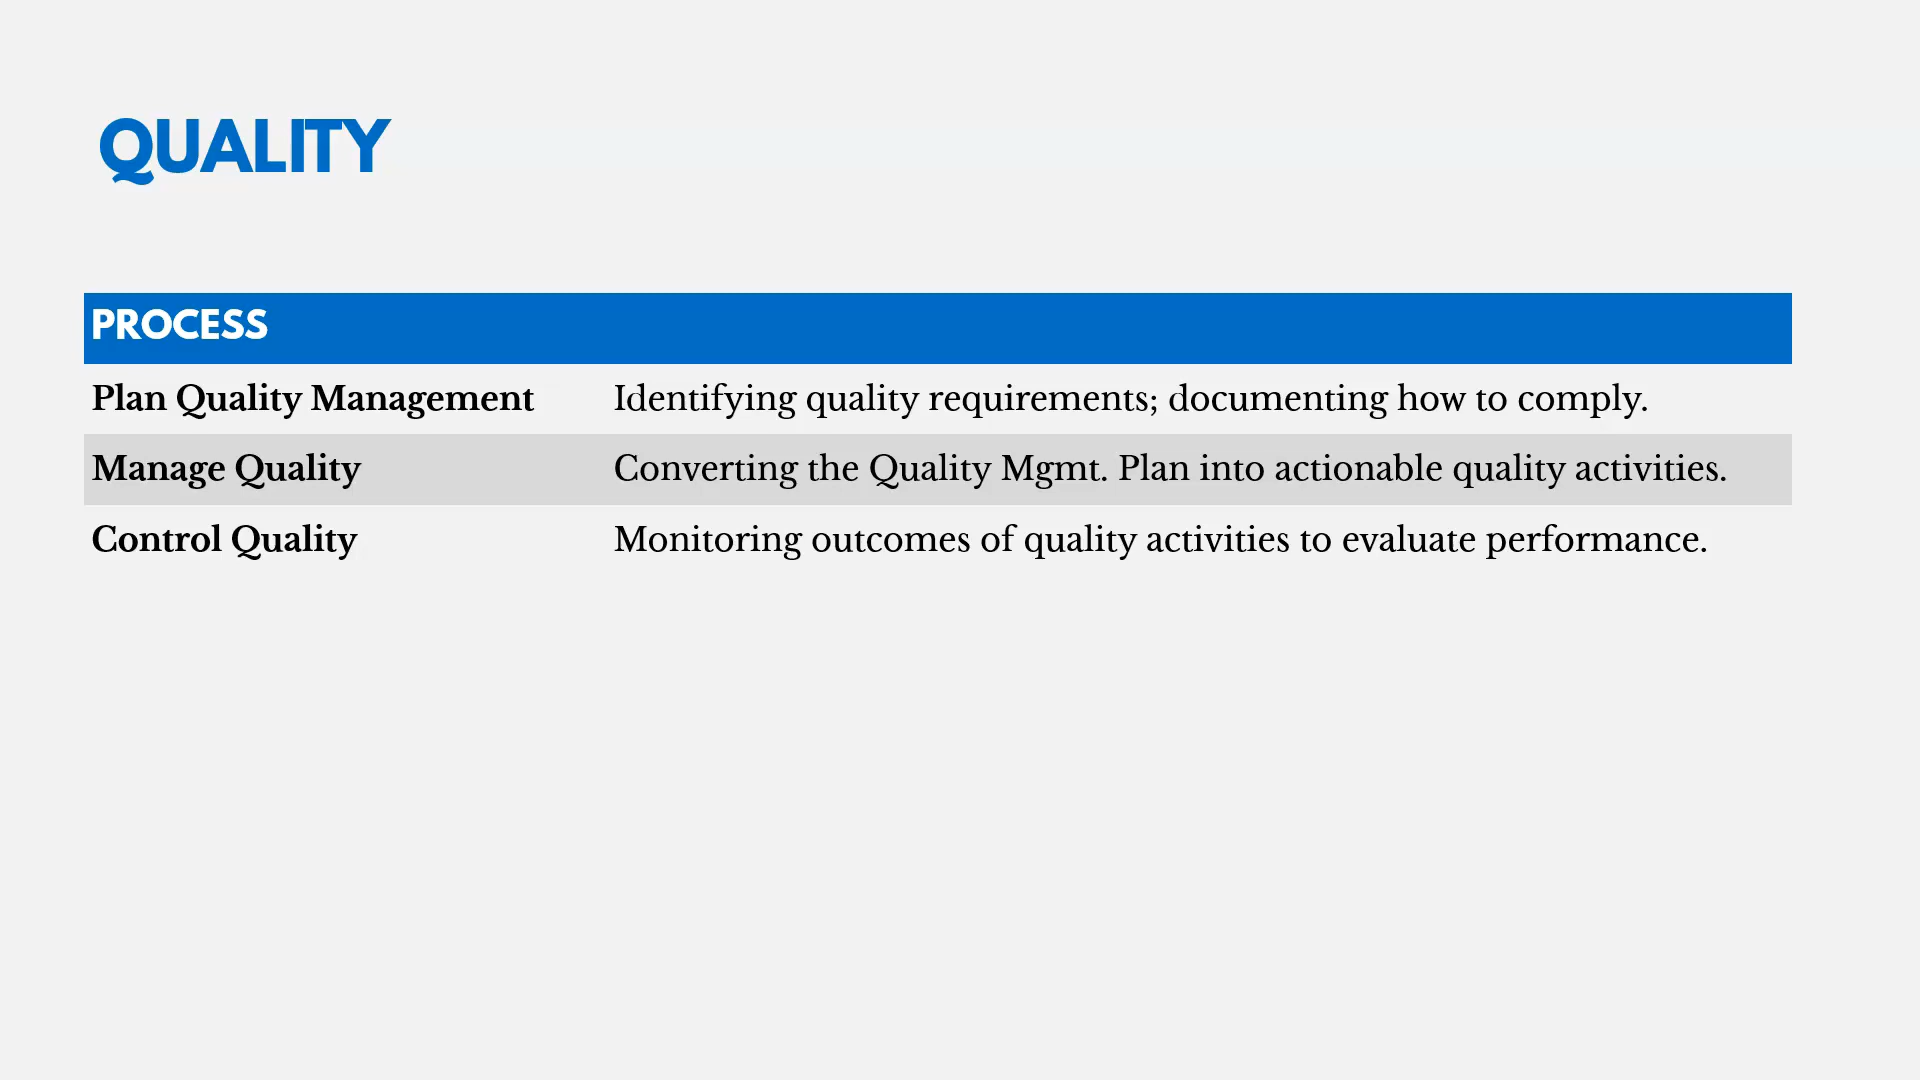 QUALITY
PROCESS
Plan Quality Management Identifying quality requirements; documenting how to comply.
Manage Quality Converting the Quality Mgmt. Plan into actionable quality activities.
Control Quality Monitoring outcomes of quality activities to evaluate performance.